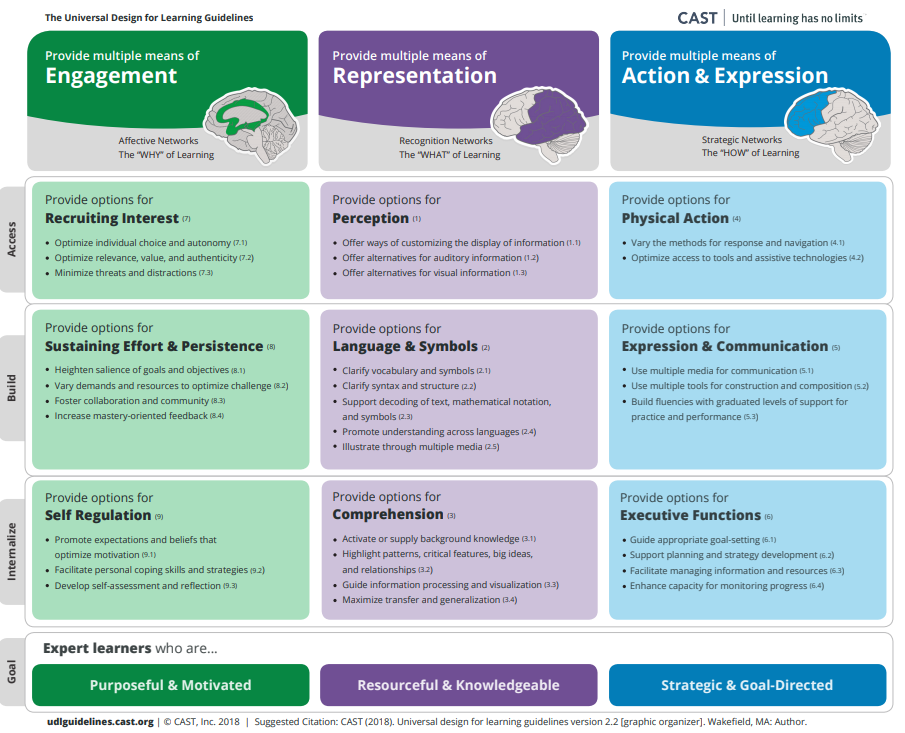 The Universal Design for Learning Guidelines
CAST | Until learning has no limits
Provide multiple means of
Engagement
Affective Networks
The “WHY” of Learning
Provide multiple means of
Representation
Recognition Networks
The “WHAT” of Learning
Provide multiple means of
Action & Expression
Strategic Networks
The “HOW” of Learning
Access
Provide options for
Recruiting Interest (7)
• Optimize individual choice and autonomy (7.1)
• Optimize relevance, value, and authenticity (7.2)
• Minimize threats and distractions (7.3)
Provide options for
Perception (1)
• Offer ways of customizing the display of information (1.1)
• Offer alternatives for auditory information (1.2)
• Offer alternatives for visual information (1.3)
Provide options for
Physical Action (4)
• Vary the methods for response and navigation (4.1)
• Optimize access to tools and assistive technologies (4.2)
Build
Provide options for
Sustaining Effort & Persistence (8)
• Heighten salience of goals and objectives (8.1)
• Vary demands and resources to optimize challenge (8.2)
• Foster collaboration and community (8.3)
• Increase mastery-oriented feedback (8.4)
Provide options for
Language & Symbols (2)
• Clarify vocabulary and symbols (2.1)
• Clarify syntax and structure (2.2)
• Support decoding of text, mathematical notation,
and symbols (2.3)
• Promote understanding across languages (2.4)
• Illustrate through multiple media (2.5)
Provide options for
Expression & Communication (5)
• Use multiple media for communication (5.1)
• Use multiple tools for construction and composition (5.2)
• Build fluencies with graduated levels of support for
practice and performance (5.3)
Internalize
Provide options for
Self Regulation (9)
• Promote expectations and beliefs that
optimize motivation (9.1)
• Facilitate personal coping skills and strategies (9.2)
• Develop self-assessment and reflection (9.3)
Provide options for
Comprehension (3)
• Activate or supply background knowledge (3.1)
• Highlight patterns, critical features, big ideas,
and relationships (3.2)
• Guide information processing and visualization (3.3)
• Maximize transfer and generalization (3.4)
Provide options for
Executive Functions (6)
• Guide appropriate goal-setting (6.1)
• Support planning and strategy development (6.2)
• Facilitate managing information and resources (6.3)
• Enhance capacity for monitoring progress (6.4)
Goal
Expert learners who are...
Purposeful & Motivated
Resourceful & Knowledgeable
Strategic & Goal-Directed
udlguidelines.cast.org | © CAST, Inc. 2018 | Suggested Citation: CAST (2018). Universal design for learning guidelines version 2.2 [graphic organizer]. Wakefield, MA: Author.